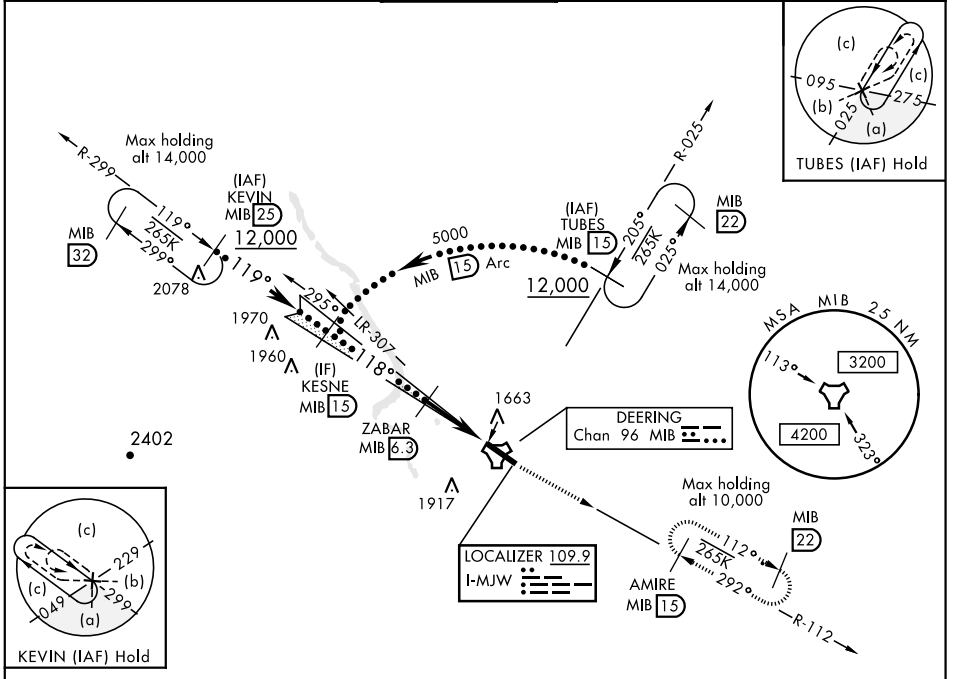 (c)
(c)
095
275
(b)
025
(a)
TUBES (IAF) Hold
R-025
R-299
Max holding
alt 14,000
(IAF)
KEVIN
MIB 25
12,000
119°
265K
299°
MIB
32
2078
119°
(IAF)
TUBES
MIB 15
12,000
205°
265K
025°
MIB
22
Max holding
alt 14,000
5000
MIB 15 Arc
295°
LR-307
1970
1960
118°
(IF)
KESNE
MIB 15
ZABAR
MIB 6.3
1663
DEERING
Chan 96 MIB
MSA MIB 25 NM
113°
3200
4200
323°
2402
1917
Max holding
alt 10,000
MIB
22
112°
265K
292°
AMIRE
MIB 15
R-112
LOCALIZER 109.9
I-MJW
(c)
229
(b)
(c)
299
049
(a)
KEVIN (IAF) Hold